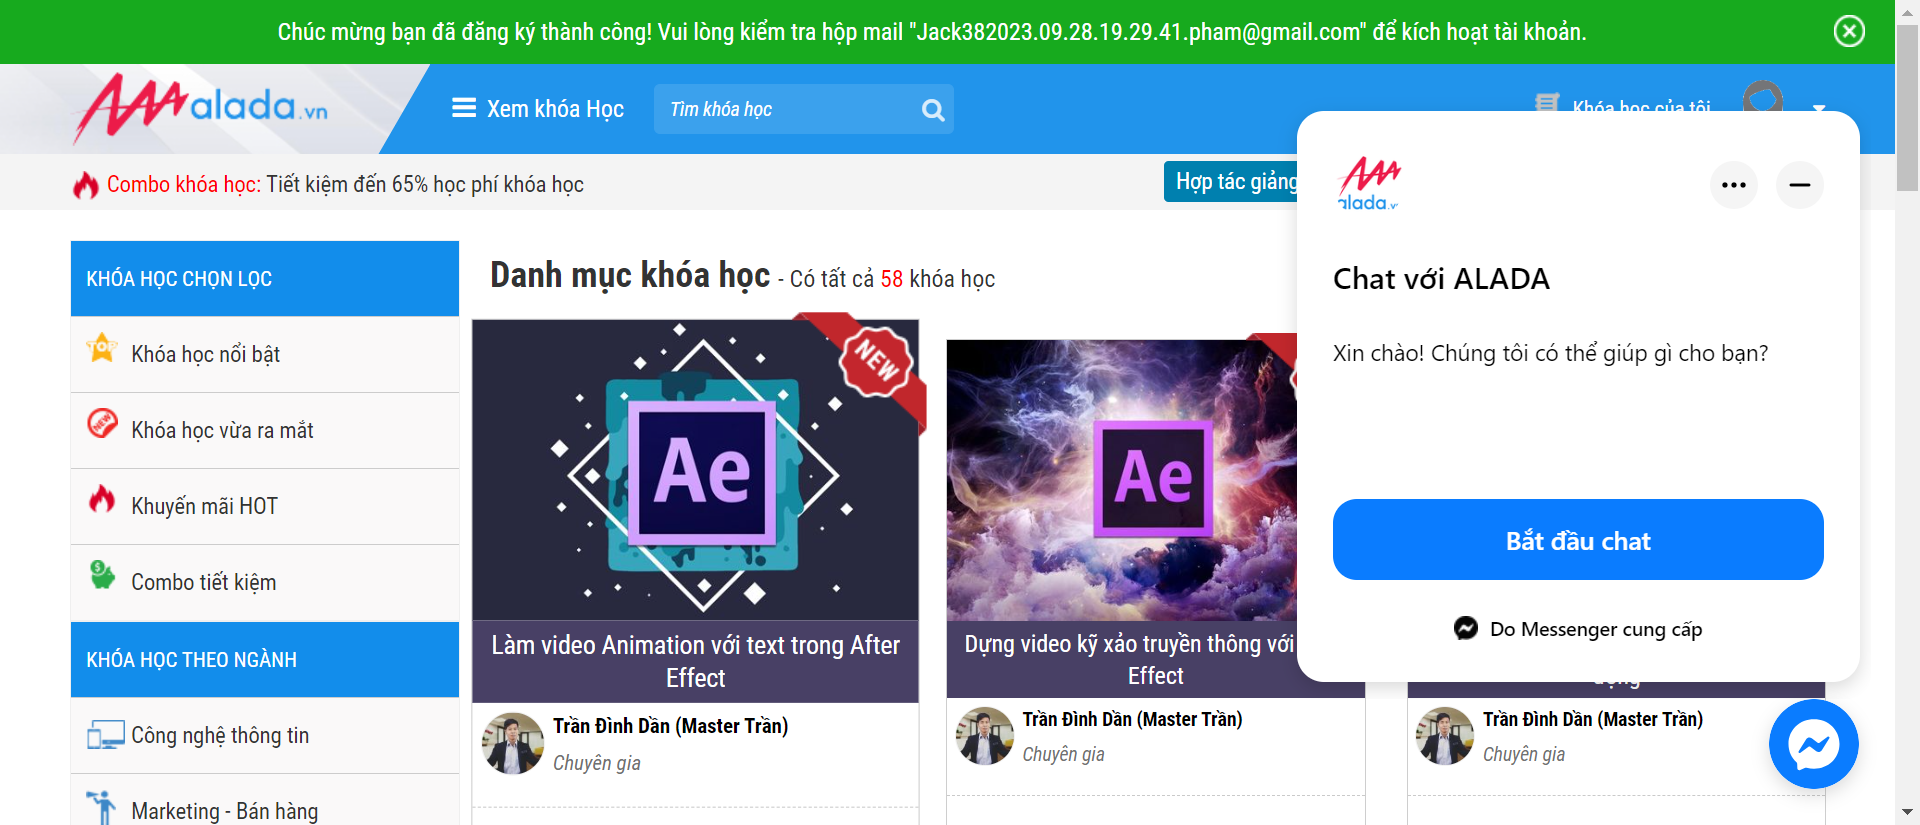 Chúc mừng bạn đã đăng ký thành công! Vui lòng kiểm tra hộp mail "Jack382023.09.28.19.29.41.pham@gmail.com" để kích hoạt tài khoản.
alada.vn
Xem khóa Học
Tìm khóa học
Khóa học của tôi
Combo khóa học: Tiết kiệm đến 65% học phí khóa học
Hợp tác giảng
KHÓA HỌC CHỌN LỌC
TOP
Khóa học nổi bật
NEW
Khóa học vừa ra mắt
Khuyến mãi HOT
Combo tiết kiệm
KHÓA HỌC THEO NGÀNH
Công nghệ thông tin
Marketing - Bán hàng
Danh mục khóa học - Có tất cả 58 khóa học
NEW
Ae
Làm video Animation với text trong After
Effect
Trần Đình Dần (Master Trần)
Chuyên gia
Ae
Dựng video kỹ xảo truyền thông với
Effect
Trần Đình Dần (Master Trần)
Chuyên gia
Trần Đình Dần (Master Trần)
Chuyên gia
alada.vn
Chat với ALADA
Xin chào! Chúng tôi có thể giúp gì cho bạn?
Bắt đầu chat
Do Messenger cung cấp